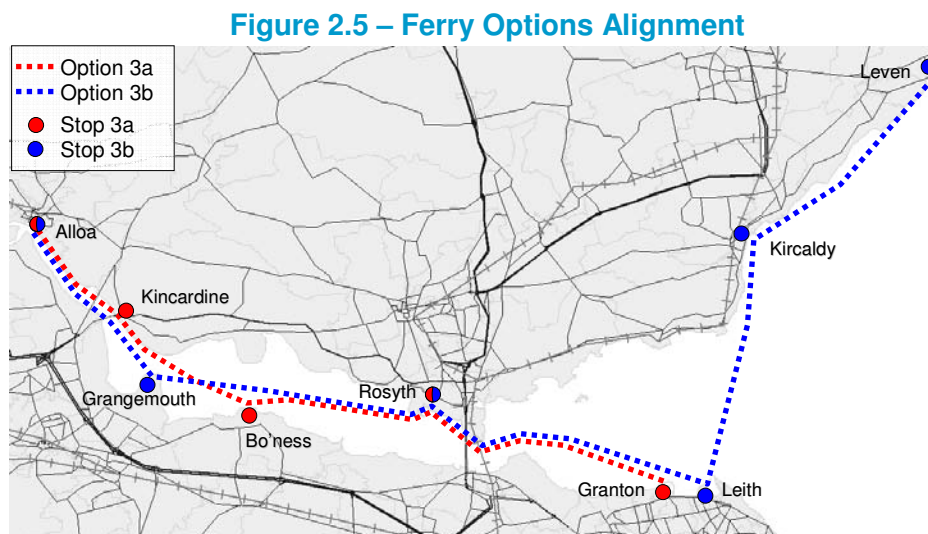 Figure 2.5 – Ferry Options Alignment
Option 3a
Option 3b
Stop 3a
Stop 3b
Leven
Alloa
Kircaldy
Kincardine
Rosyth
Grangemouth
Bo'ness
Granton
Leith